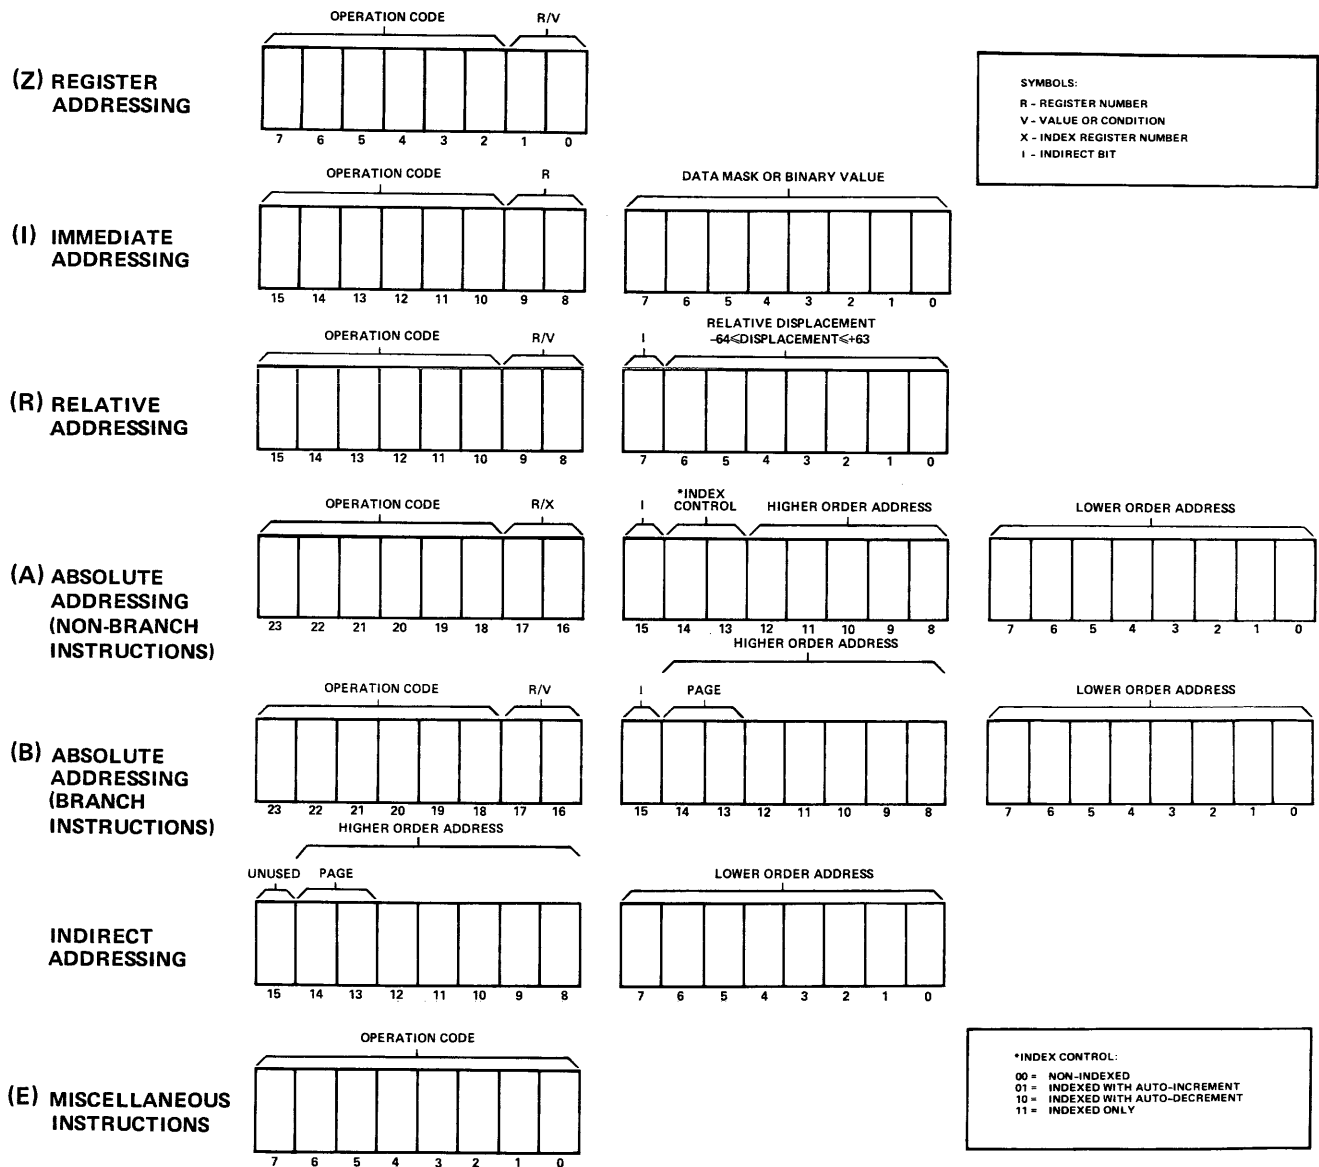 OPERATION CODE R/V
(Z) REGISTER
ADDRESSING
7 6 5 4 3 2 1 0
SYMBOLS:
R - REGISTER NUMBER
V - VALUE OR CONDITION
X - INDEX REGISTER NUMBER
I - INDIRECT BIT
OPERATION CODE R DATA MASK OR BINARY VALUE
(I) IMMEDIATE
ADDRESSING
15 14 13 12 11 10 9 8 7 6 5 4 3 2 1 0
OPERATION CODE R/V I RELATIVE DISPLACEMENT
-64⩽DISPLACEMENT⩽+63
(R) RELATIVE
ADDRESSING
15 14 13 12 11 10 9 8 7 6 5 4 3 2 1 0
OPERATION CODE R/X I *INDEX
CONTROL HIGHER ORDER ADDRESS LOWER ORDER ADDRESS
(A) ABSOLUTE
ADDRESSING
(NON-BRANCH
INSTRUCTIONS)
23 22 21 20 19 18 17 16 15 14 13 12 11 10 9 8 7 6 5 4 3 2 1 0
HIGHER ORDER ADDRESS
OPERATION CODE R/V I PAGE LOWER ORDER ADDRESS
(B) ABSOLUTE
ADDRESSING
(BRANCH
INSTRUCTIONS)
23 22 21 20 19 18 17 16 15 14 13 12 11 10 9 8 7 6 5 4 3 2 1 0
HIGHER ORDER ADDRESS
UNUSED PAGE LOWER ORDER ADDRESS
INDIRECT
ADDRESSING
15 14 13 12 11 10 9 8 7 6 5 4 3 2 1 0
OPERATION CODE
(E) MISCELLANEOUS
INSTRUCTIONS
7 6 5 4 3 2 1 0
*INDEX CONTROL:
00 = NON-INDEXED
01 = INDEXED WITH AUTO-INCREMENT
10 = INDEXED WITH AUTO-DECREMENT
11 = INDEXED ONLY